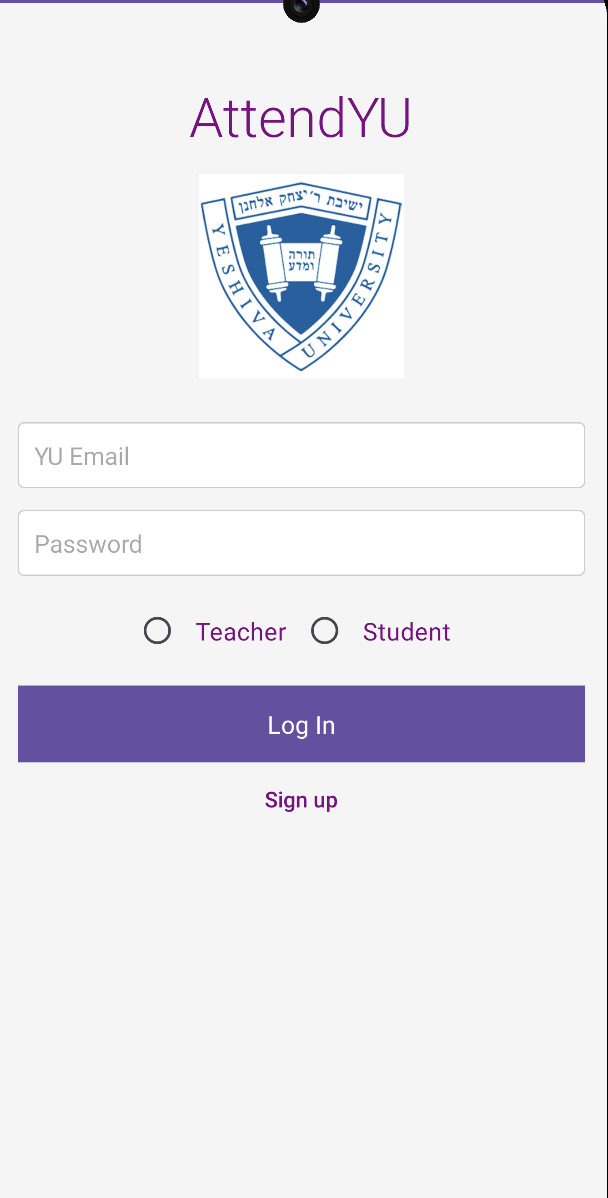 AttendYU
ישיבת ר' יצחק אלחנן
YESHIVA UNIVERSITY
תורה
ומדע
YU Email
Password
Teacher Student
Log In
Sign up